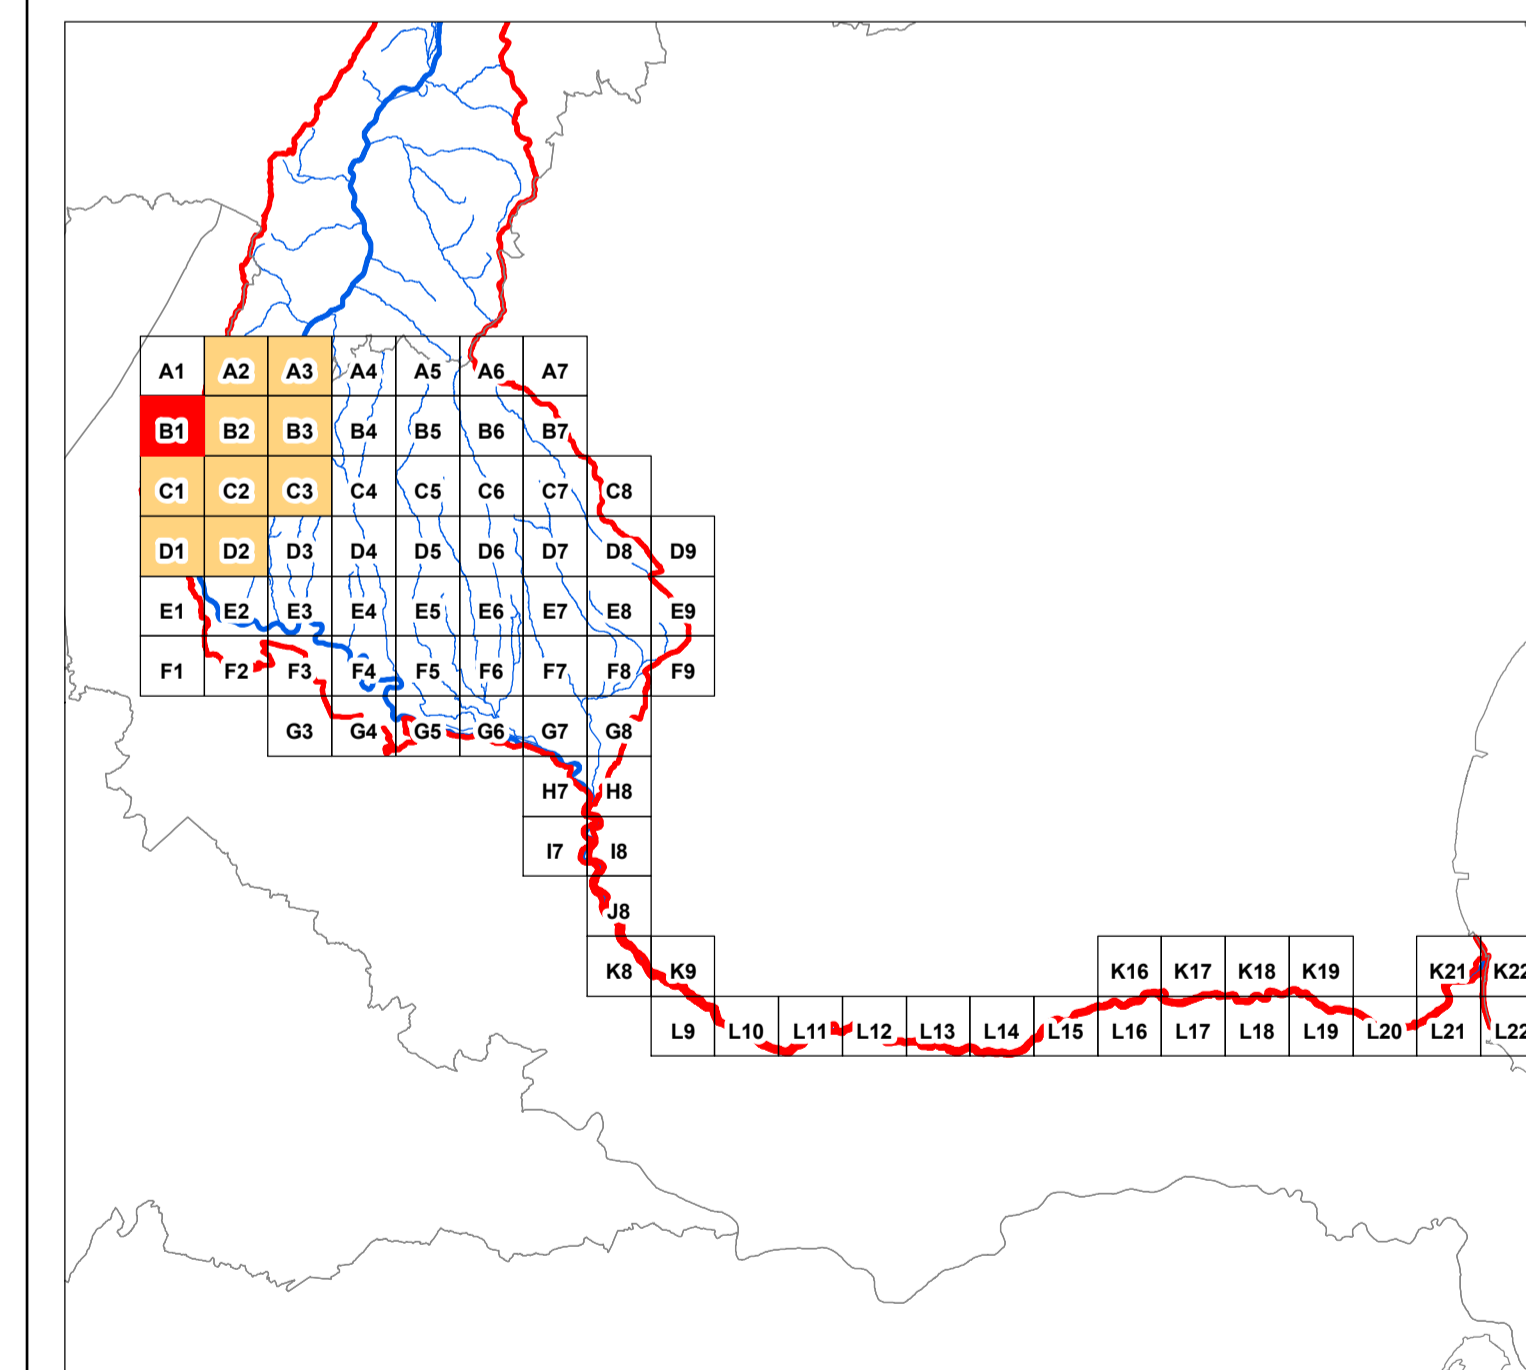 A1 A2 A3 A4 A5 A6 A7
B1 B2 B3 B4 B5 B6 B7
C1 C2 C3 C4 C5 C6 C7 C8
D1 D2 D3 D4 D5 D6 D7 D8 D9
E1 E2 E3 E4 E5 E6 E7 E8 E9
F1 F2 F3 F4 F5 F6 F7 F8 F9
G3 G4 G5 G6 G7 G8
H7 H8
I7 I8
J8
K8 K9 K16 K17 K18 K19 K21 K22
L9 L10 L11 L12 L13 L14 L15 L16 L17 L18 L19 L20 L21 L22